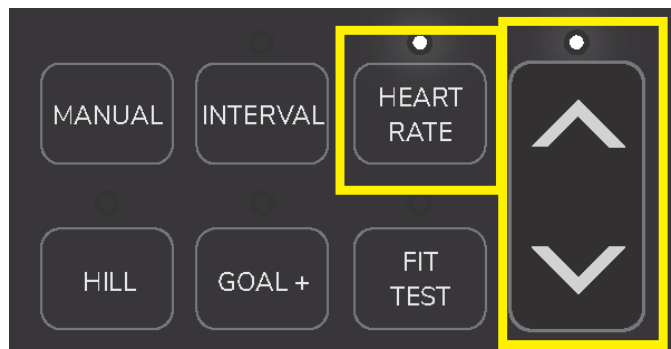 MANUAL
INTERVAL
HEART
RATE
HILL
GOAL +
FIT
TEST